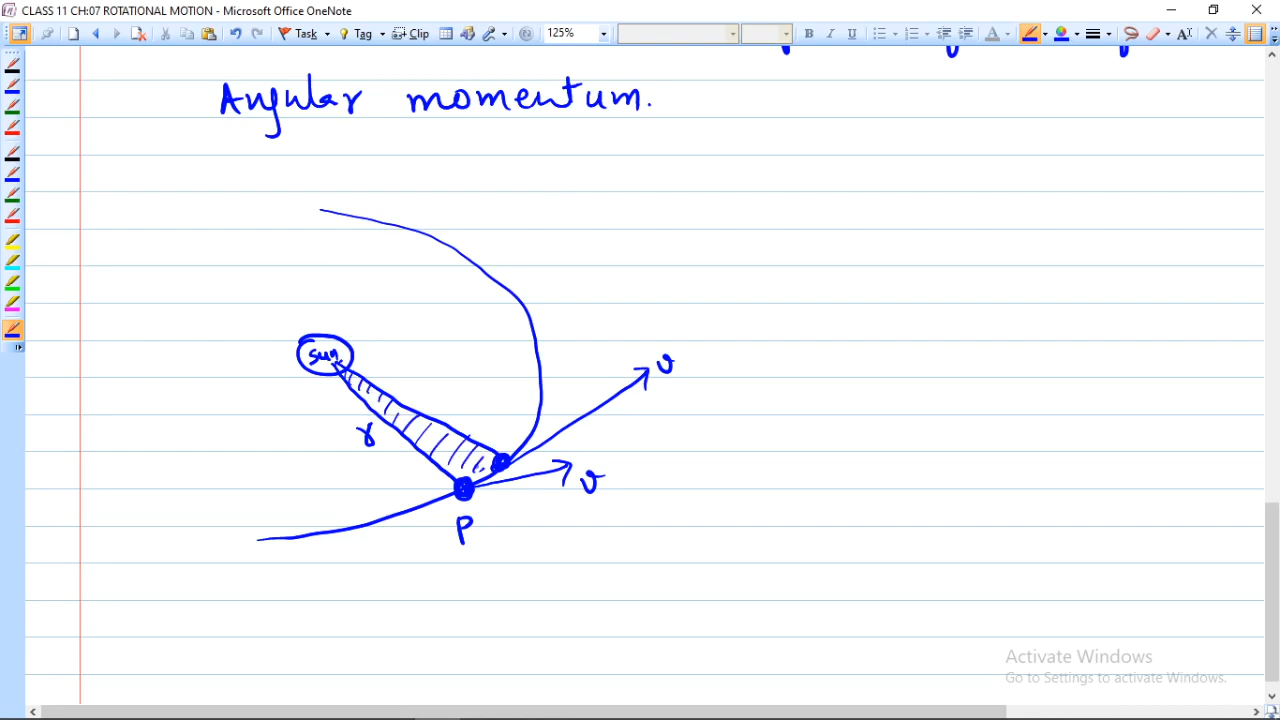 CLASS 11 CH:07 ROTATIONAL MOTION - Microsoft Office OneNote
Task Tag Clip 125% B I U
Angular momentum.
sun
v
r
v
P
Activate Windows
Go to Settings to activate Windows.